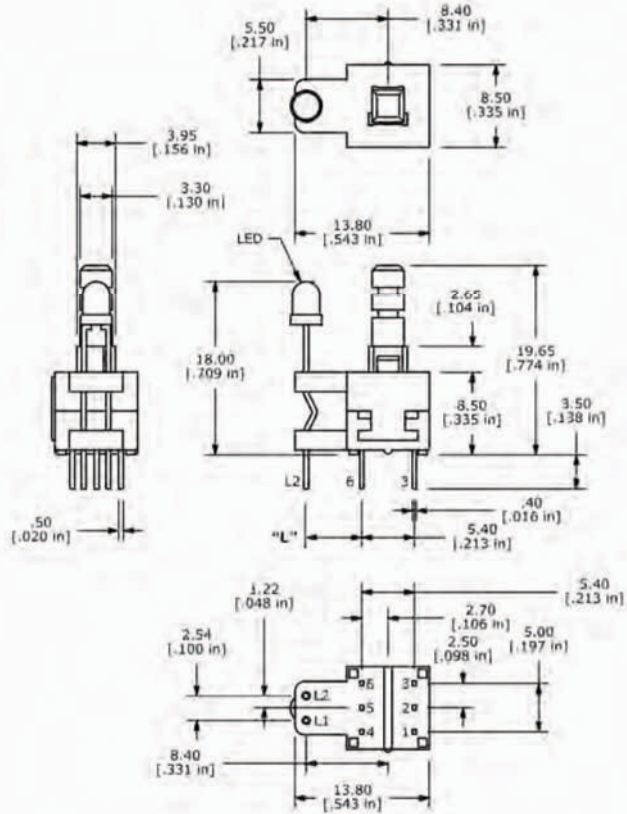 8.40
[.331 in]
5.50
[.217 in]
8.50
[.335 in]
3.95
[.156 in]
3.30
[.130 in]
13.80
[.543 in]
LED
2.65
[.104 in]
18.00
[.709 in]
19.65
[.774 in]
8.50
[.335 in]
3.50
[.138 in]
L2
6
3
.50
[.020 in]
.40
[.016 in]
"L"
5.40
[.213 in]
1.22
[.048 in]
5.40
[.213 in]
2.70
[.106 in]
2.54
[.100 in]
2.50
[.098 in]
5.00
[.197 in]
L2
6
3
5
2
L1
4
1
8.40
[.331 in]
13.80
[.543 in]